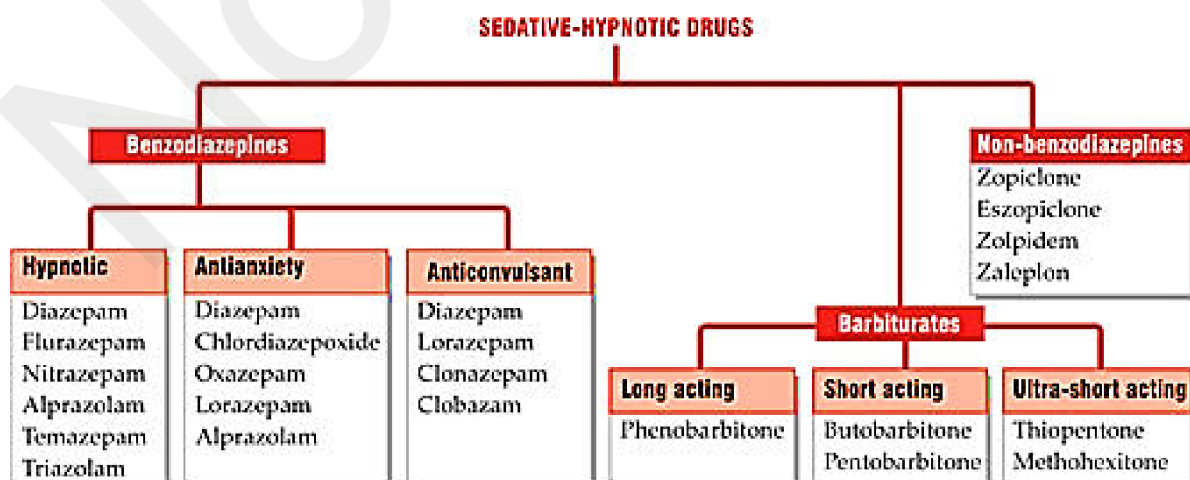 SEDATIVE-HYPNOTIC DRUGS
Benzodiazepines
Non-benzodiazepines
Zopiclone
Eszopiclone
Zolpidem
Zaleplon
Hypnotic
Diazepam
Flurazepam
Nitrazepam
Alprazolam
Temazepam
Triazolam
Antianxiety
Diazepam
Chlordiazepoxide
Oxazepam
Lorazepam
Alprazolam
Anticonvulsant
Diazepam
Lorazepam
Clonazepam
Clobazam
Barbiturates
Long acting
Phenobarbitone
Short acting
Butobarbitone
Pentobarbitone
Ultra-short acting
Thiopentone
Methohexitone